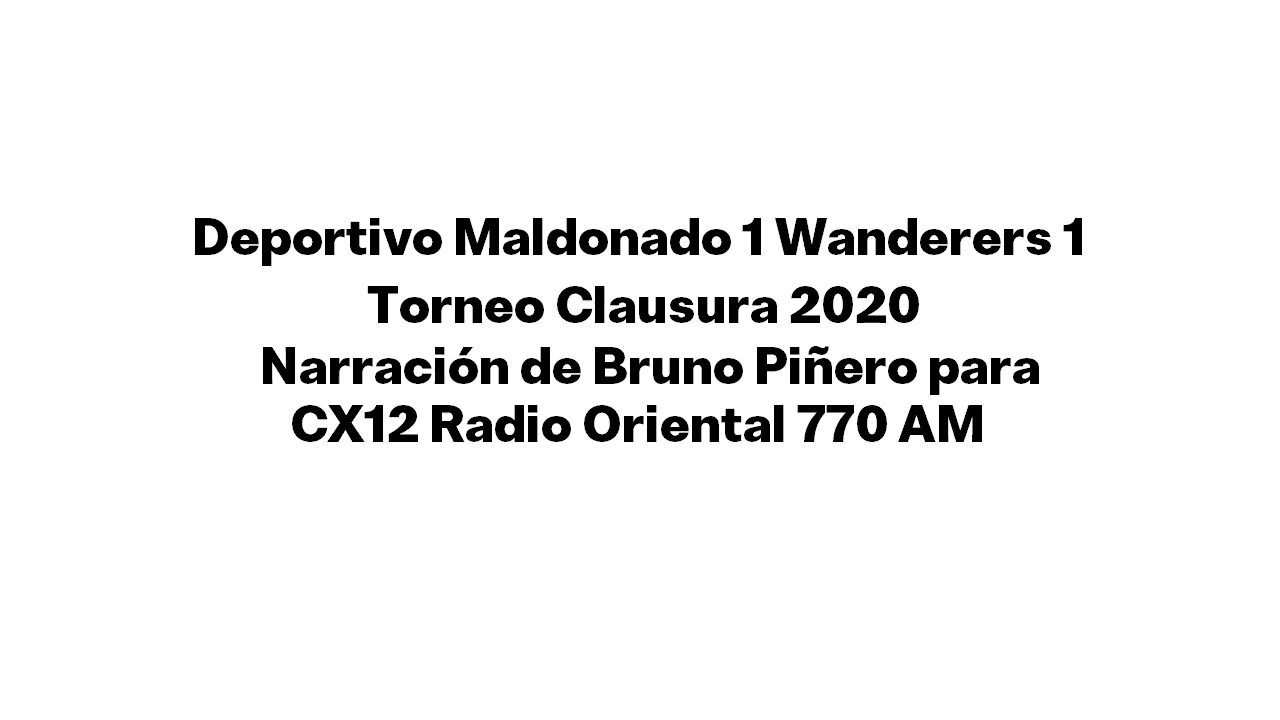 Deportivo Maldonado 1 Wanderers 1
Torneo Clausura 2020
Narración de Bruno Piñero para
CX12 Radio Oriental 770 AM